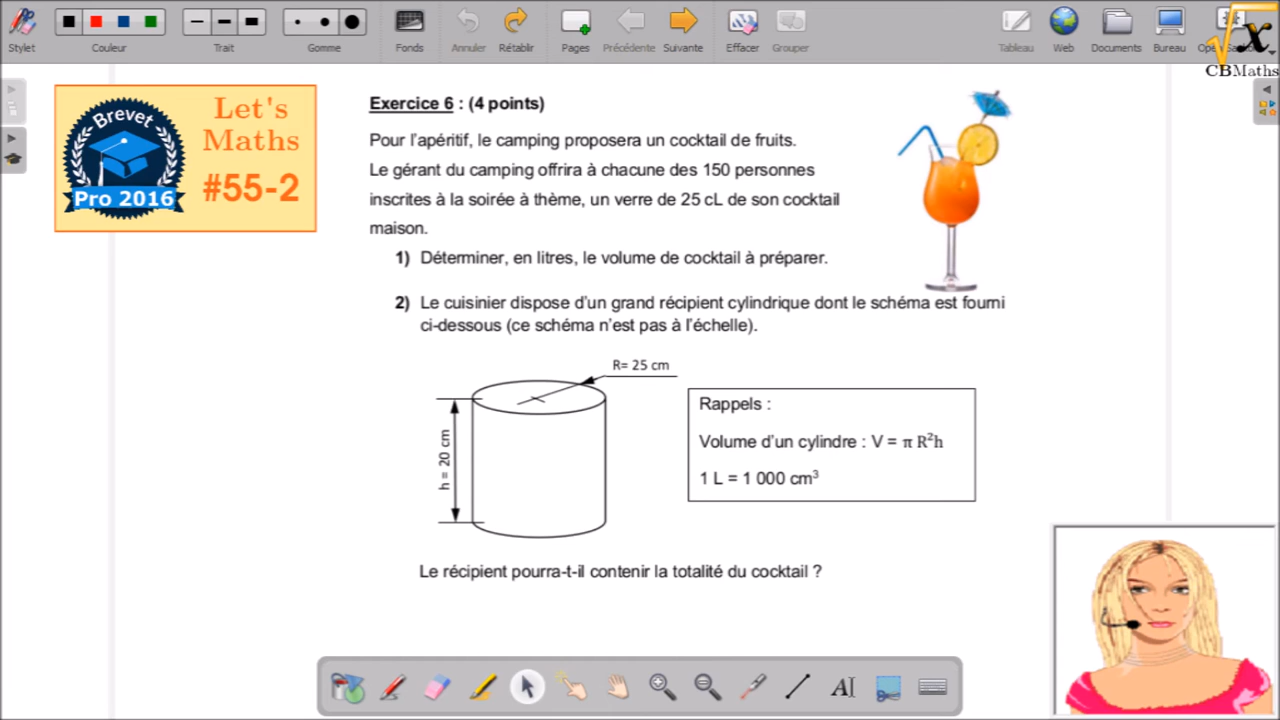 Stylet Couleur Trait Gomme Fonds Annuler Rétablir Pages Précédente Suivante Effacer Grouper Tableau Web Documents Bureau
CBMaths
Brevet
Pro 2016
Let's
Maths
#55-2
Exercice 6 : (4 points)
Pour l'apéritif, le camping proposera un cocktail de fruits.
Le gérant du camping offrira à chacune des 150 personnes
inscrites à la soirée à thème, un verre de 25 cL de son cocktail
maison.
1) Déterminer, en litres, le volume de cocktail à préparer.
2) Le cuisinier dispose d'un grand récipient cylindrique dont le schéma est fourni
ci-dessous (ce schéma n'est pas à l'échelle).
R= 25 cm
h = 20 cm
Rappels :
Volume d'un cylindre : V = π R²h
1 L = 1 000 cm³
Le récipient pourra-t-il contenir la totalité du cocktail ?